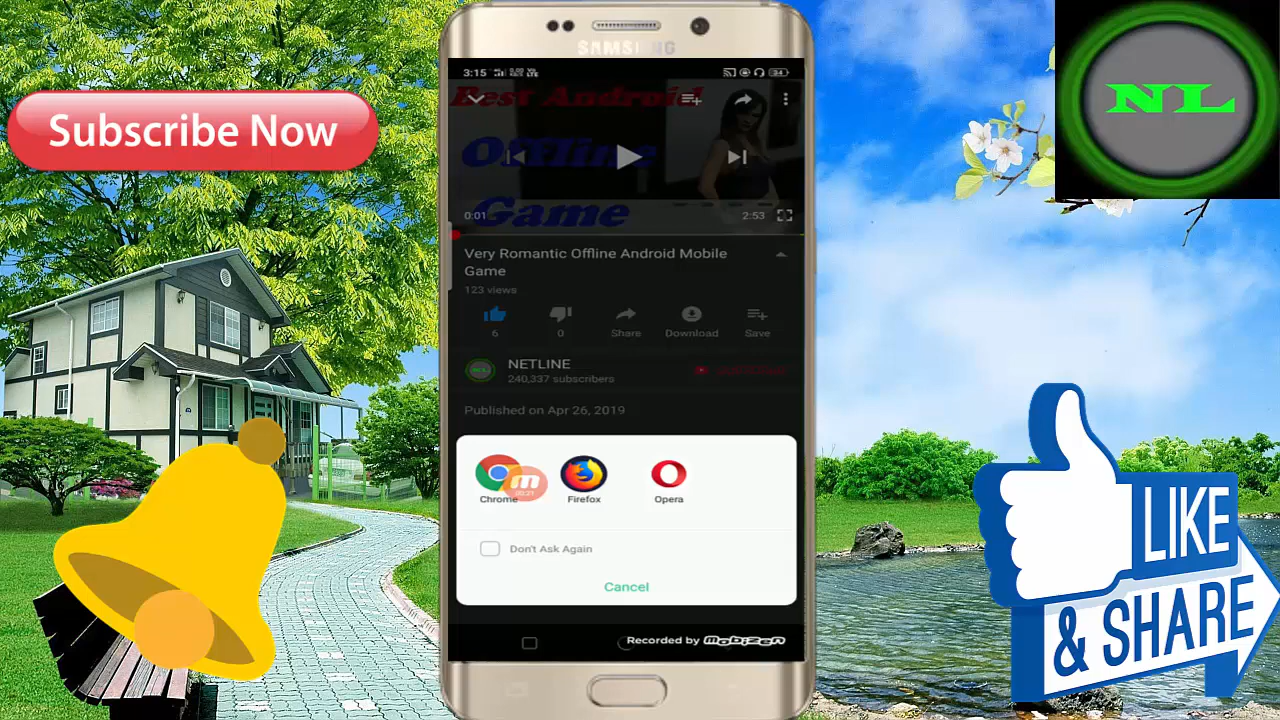 Subscribe Now
SAMSUNG
NL
3:15
34
Best Android
Offline
Game
0:01
2:53
Very Romantic Offline Android Mobile
Game
123 views
6
0
Share
Download
Save
NETLINE
240,337 subscribers
Published on Apr 26, 2019
Chrome
Firefox
Opera
Don't Ask Again
Cancel
Recorded by mobizen
LIKE
& SHARE